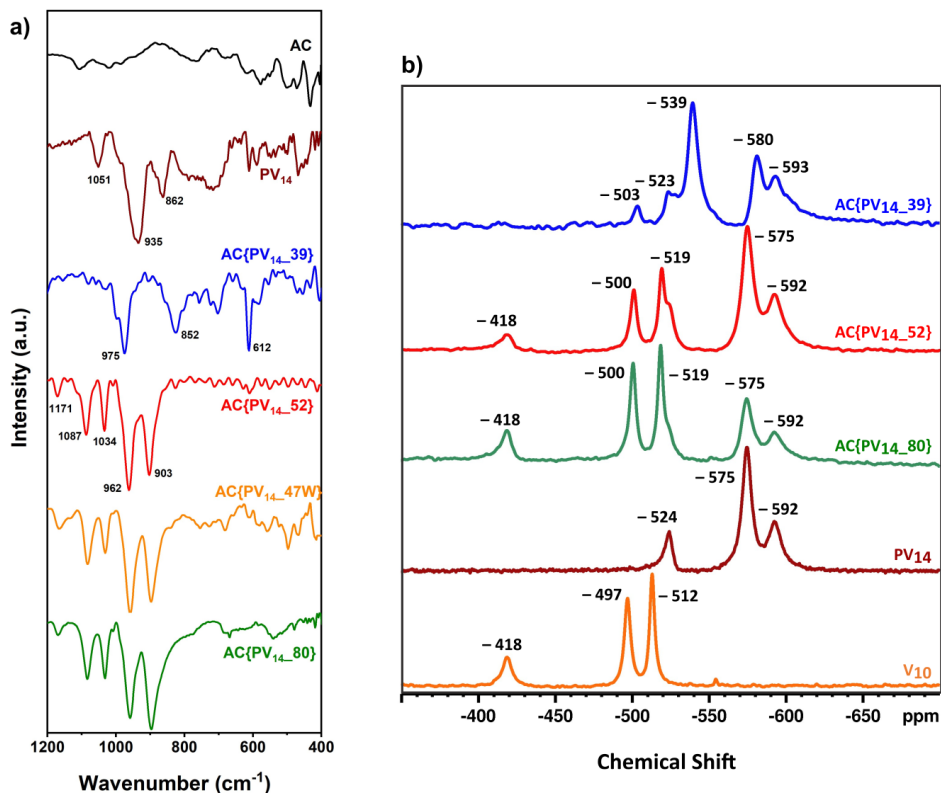 a)
AC
PV₁₄
1051
862
935
AC{PV₁₄_39}
975
852
612
AC{PV₁₄_52}
1171
1087
1034
962
903
AC{PV₁₄_47W}
AC{PV₁₄_80}
Intensity (a.u.)
1200 1000 800 600 400
Wavenumber (cm⁻¹)
b)
– 539
– 580
– 593
– 523
– 503
AC{PV₁₄_39}
– 575
– 519
– 500
– 592
– 418
AC{PV₁₄_52}
– 500
– 519
– 575
– 418
– 592
AC{PV₁₄_80}
– 575
– 524
– 592
PV₁₄
– 497
– 512
– 418
V₁₀
-400 -450 -500 -550 -600 -650 ppm
Chemical Shift